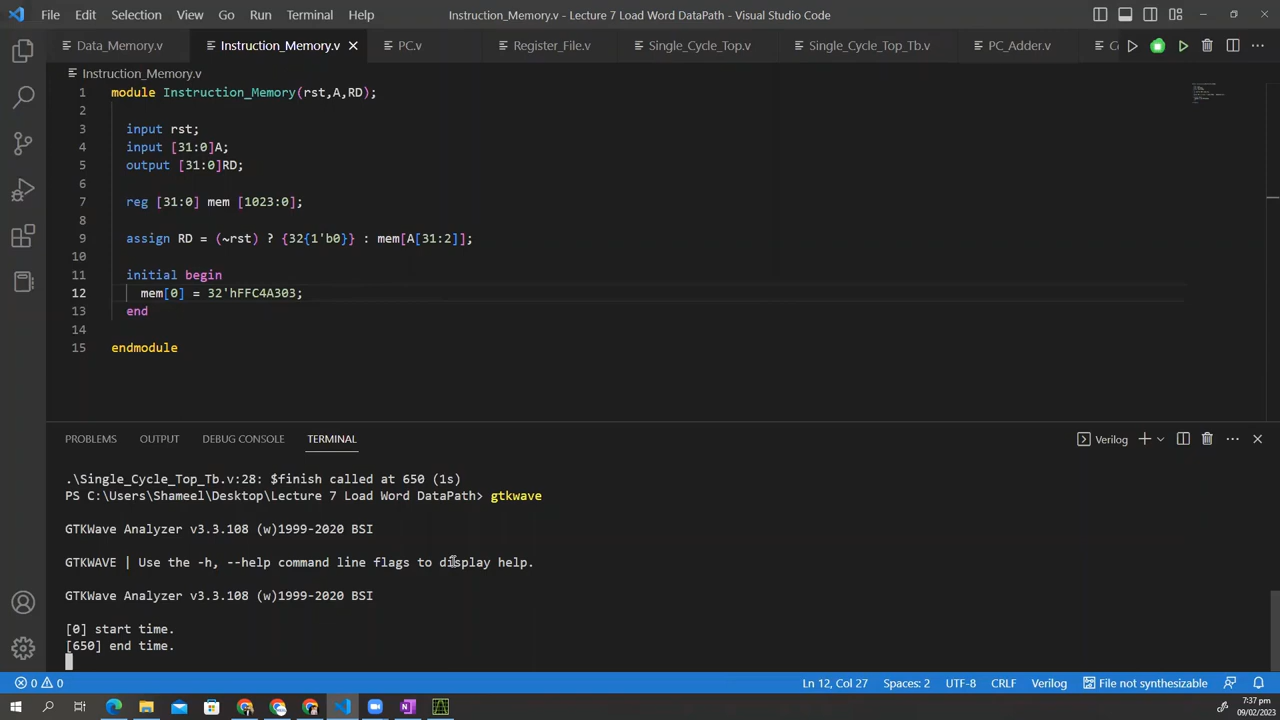 File Edit Selection View Go Run Terminal Help Instruction_Memory.v - Lecture 7 Load Word DataPath - Visual Studio Code
Data_Memory.v Instruction_Memory.v PC.v Register_File.v Single_Cycle_Top.v Single_Cycle_Top_Tb.v PC_Adder.v
Instruction_Memory.v
1 module Instruction_Memory(rst,A,RD);
2
3 input rst;
4 input [31:0]A;
5 output [31:0]RD;
6
7 reg [31:0] mem [1023:0];
8
9 assign RD = (~rst) ? {32{1'b0}} : mem[A[31:2]];
10
11 initial begin
12 mem[0] = 32'hFFC4A303;
13 end
14
15 endmodule
PROBLEMS OUTPUT DEBUG CONSOLE TERMINAL Verilog
.\Single_Cycle_Top_Tb.v:28: $finish called at 650 (1s)
PS C:\Users\Shameel\Desktop\Lecture 7 Load Word DataPath> gtkwave
GTKWave Analyzer v3.3.108 (w)1999-2020 BSI
GTKWAVE | Use the -h, --help command line flags to display help.
GTKWave Analyzer v3.3.108 (w)1999-2020 BSI
[0] start time.
[650] end time.
0 0 Ln 12, Col 27 Spaces: 2 UTF-8 CRLF Verilog File not synthesizable
7:37 pm
09/02/2023